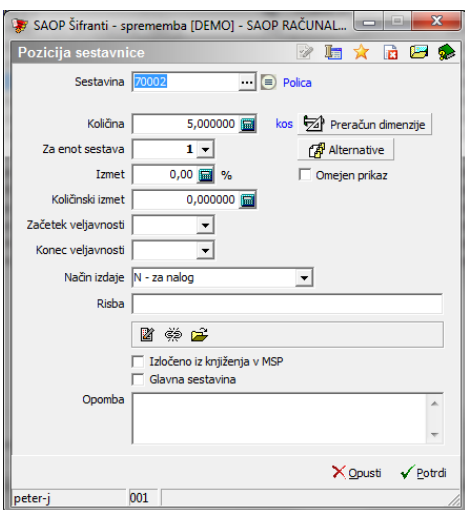 SAOP Šifranti - sprememba [DEMO] - SAOP RAČUNAL...
Pozicija sestavnice
Sestavina 70002 ... Polica
Količina 5,000000 kos Preračun dimenzije
Za enot sestava 1 Alternative
Izmet 0,00 % Omejen prikaz
Količinski izmet 0,000000
Začetek veljavnosti
Konec veljavnosti
Način izdaje N - za nalog
Risba
Izločeno iz knjiženja v MSP
Glavna sestavina
Opomba
Opusti Potrdi
peter-j 001